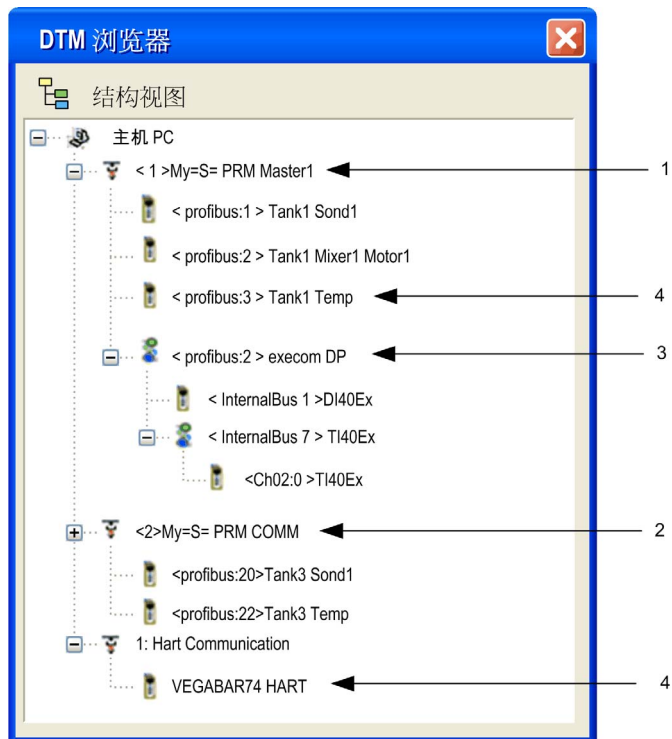 DTM 浏览器
结构视图
主机 PC
< 1 >My=S= PRM Master1
1
< profibus:1 > Tank1 Sond1
< profibus:2 > Tank1 Mixer1 Motor1
< profibus:3 > Tank1 Temp
4
< profibus:2 > execom DP
3
< InternalBus 1 >DI40Ex
< InternalBus 7 > TI40Ex
<Ch02:0 >TI40Ex
<2>My=S= PRM COMM
2
<profibus:20>Tank3 Sond1
<profibus:22>Tank3 Temp
1: Hart Communication
VEGABAR74 HART
4